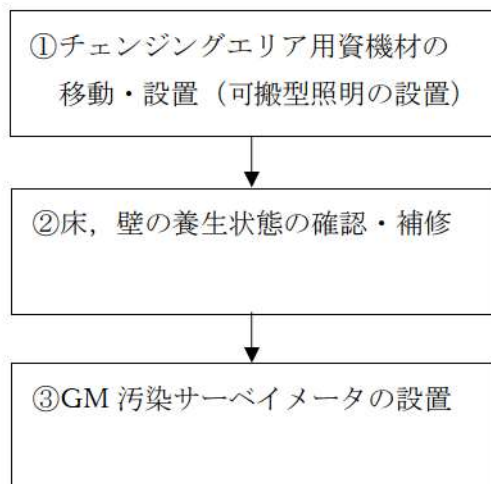 ①チェンジングエリア用資機材の
移動・設置（可搬型照明の設置）
②床，壁の養生状態の確認・補修
③GM 汚染サーベイメータの設置